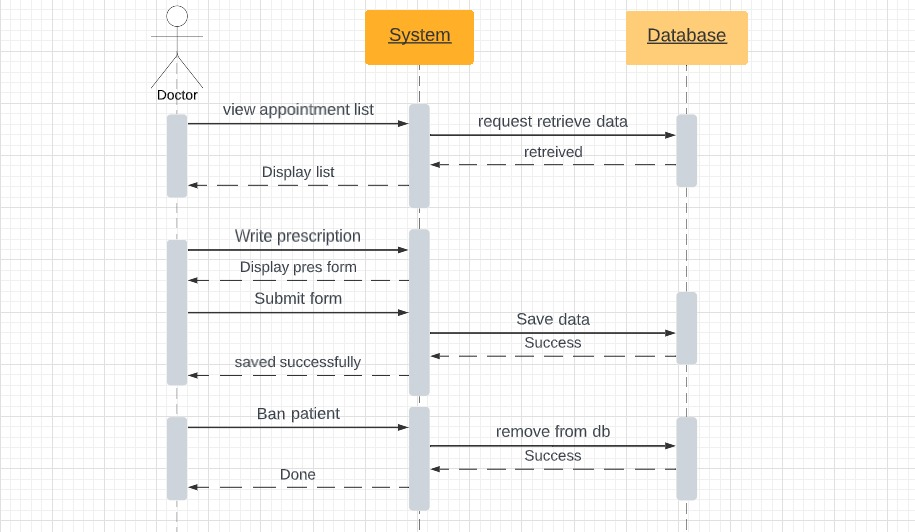 System
Database
Doctor
view appointment list
request retrieve data
retreived
Display list
Write prescription
Display pres form
Submit form
Save data
Success
saved successfully
Ban patient
remove from db
Success
Done